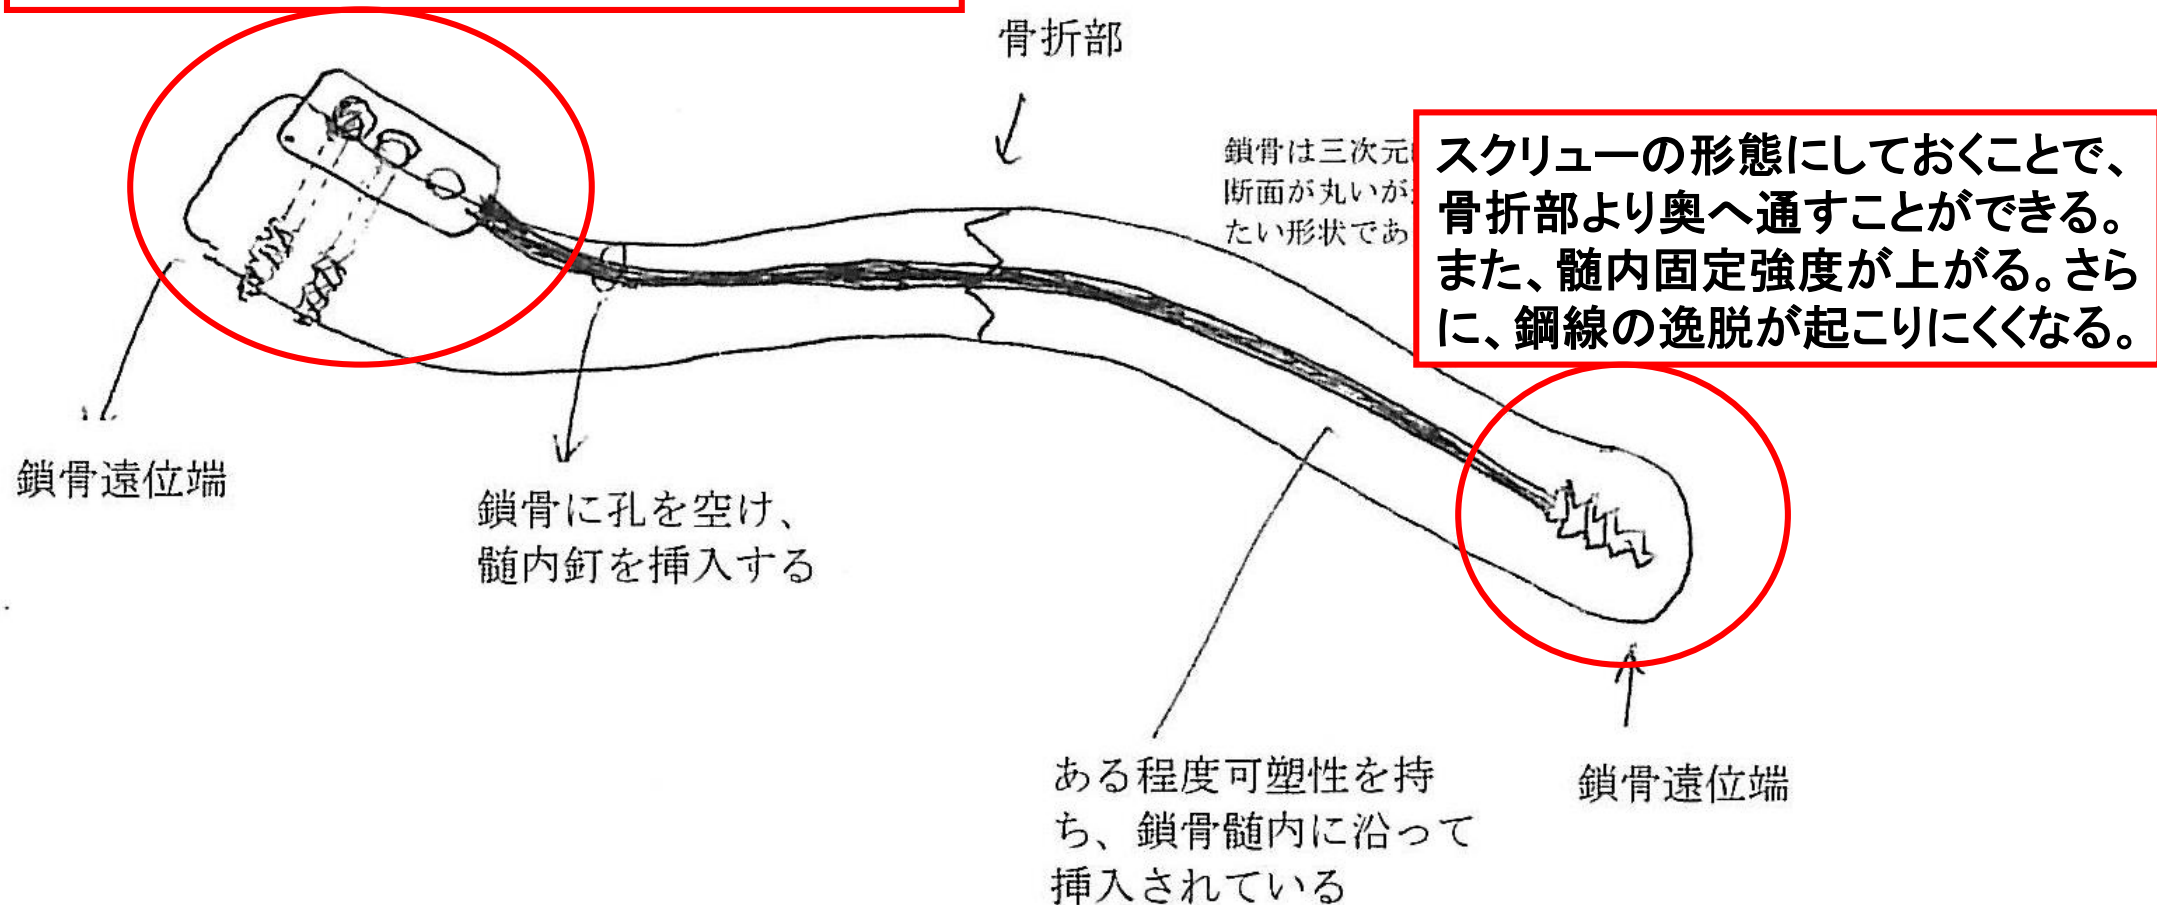 骨折部
鎖骨は三次元
断面が丸いが
たい形状であ
スクリューの形態にしておくことで、
骨折部より奥へ通すことができる。
また、髄内固定強度が上がる。さら
に、鋼線の逸脱が起こりにくくなる。
鎖骨遠位端
鎖骨に孔を空け、
髄内釘を挿入する
ある程度可塑性を持
ち、鎖骨髄内に沿って
挿入されている
鎖骨遠位端